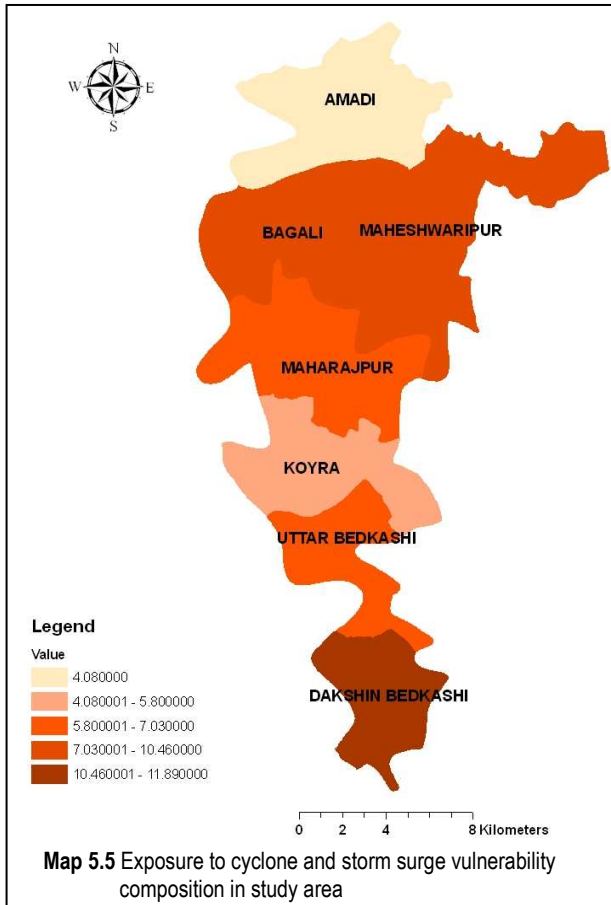 N
W E
S
AMADI
BAGALI
MAHESHWARIPUR
MAHARAJPUR
KOYRA
UTTAR BEDKASHI
DAKSHIN BEDKASHI
Legend
Value
4.080000
4.080001 - 5.800000
5.800001 - 7.030000
7.030001 - 10.460000
10.460001 - 11.890000
0 2 4 8 Kilometers
Map 5.5 Exposure to cyclone and storm surge vulnerability
composition in study area